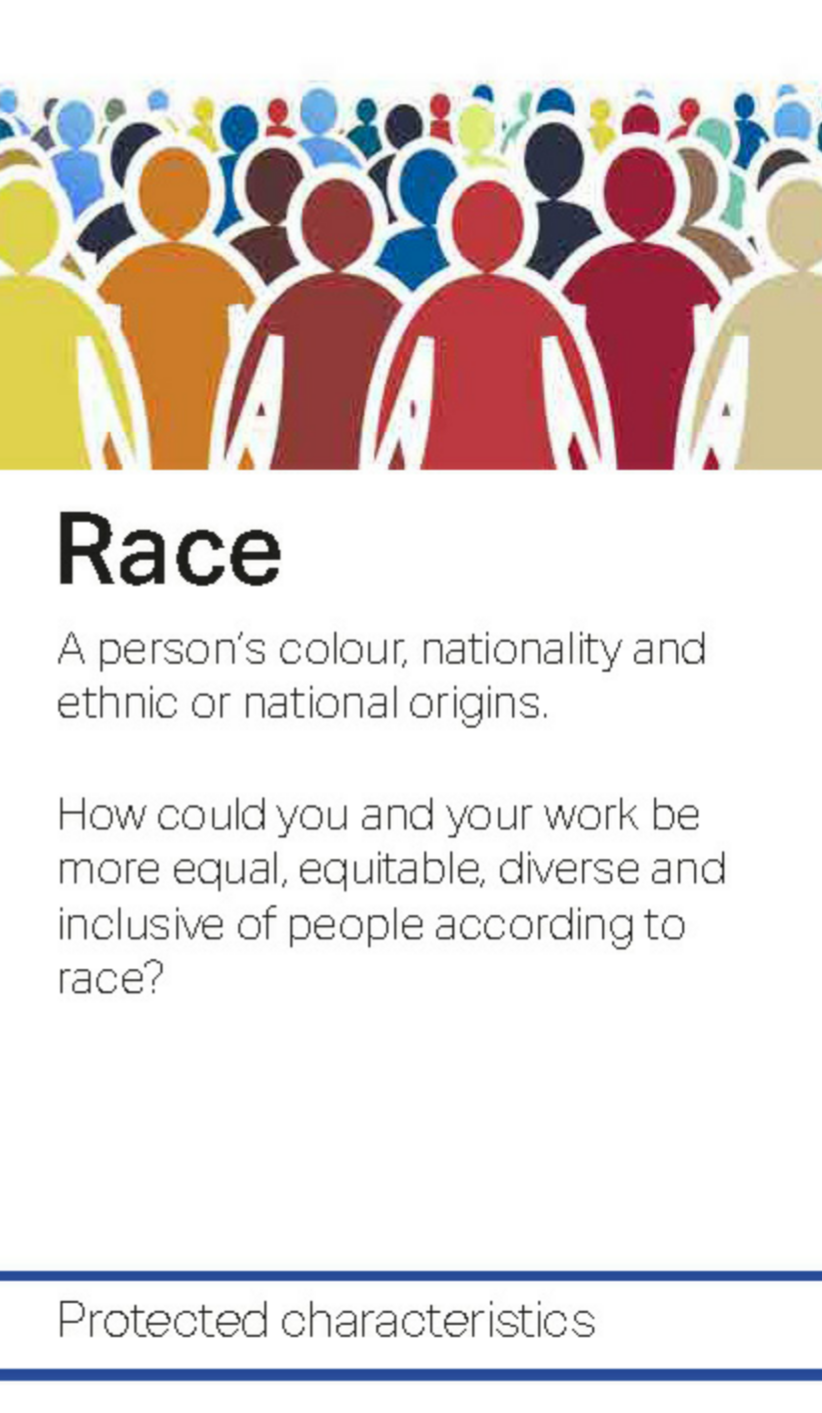 Race
A person’s colour, nationality and
ethnic or national origins.
How could you and your work be
more equal, equitable, diverse and
inclusive of people according to
race?
Protected characteristics